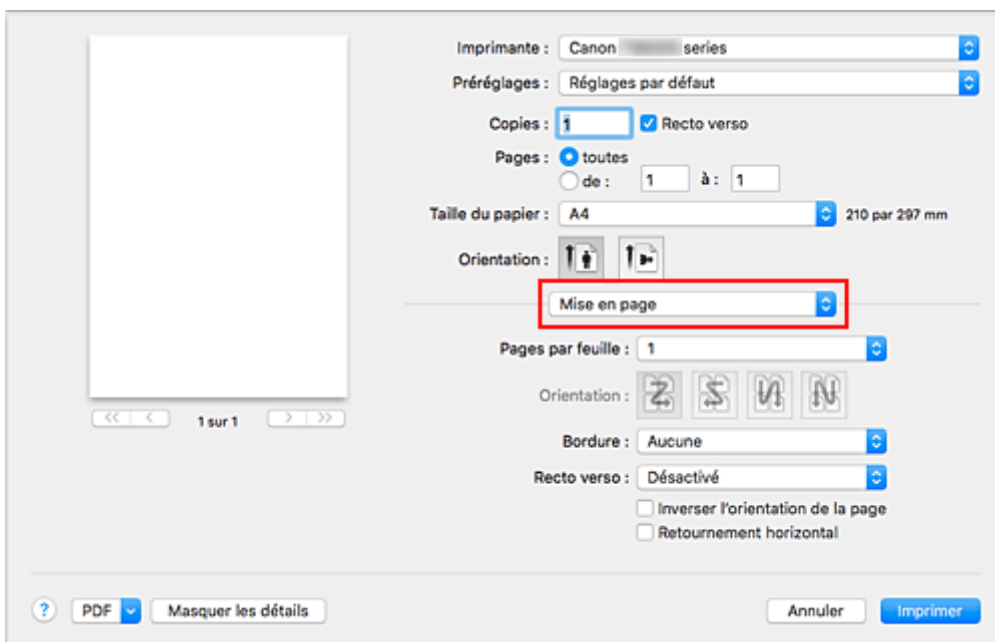 Imprimante : Canon series
Préréglages : Réglages par défaut
Copies : 1 Recto verso
Pages : toutes
de : 1 à : 1
Taille du papier : A4 210 par 297 mm
Orientation :
Mise en page
Pages par feuille : 1
Orientation :
Bordure : Aucune
Recto verso : Désactivé
Inverser l'orientation de la page
Retournement horizontal
1 sur 1
? PDF Masquer les détails Annuler Imprimer